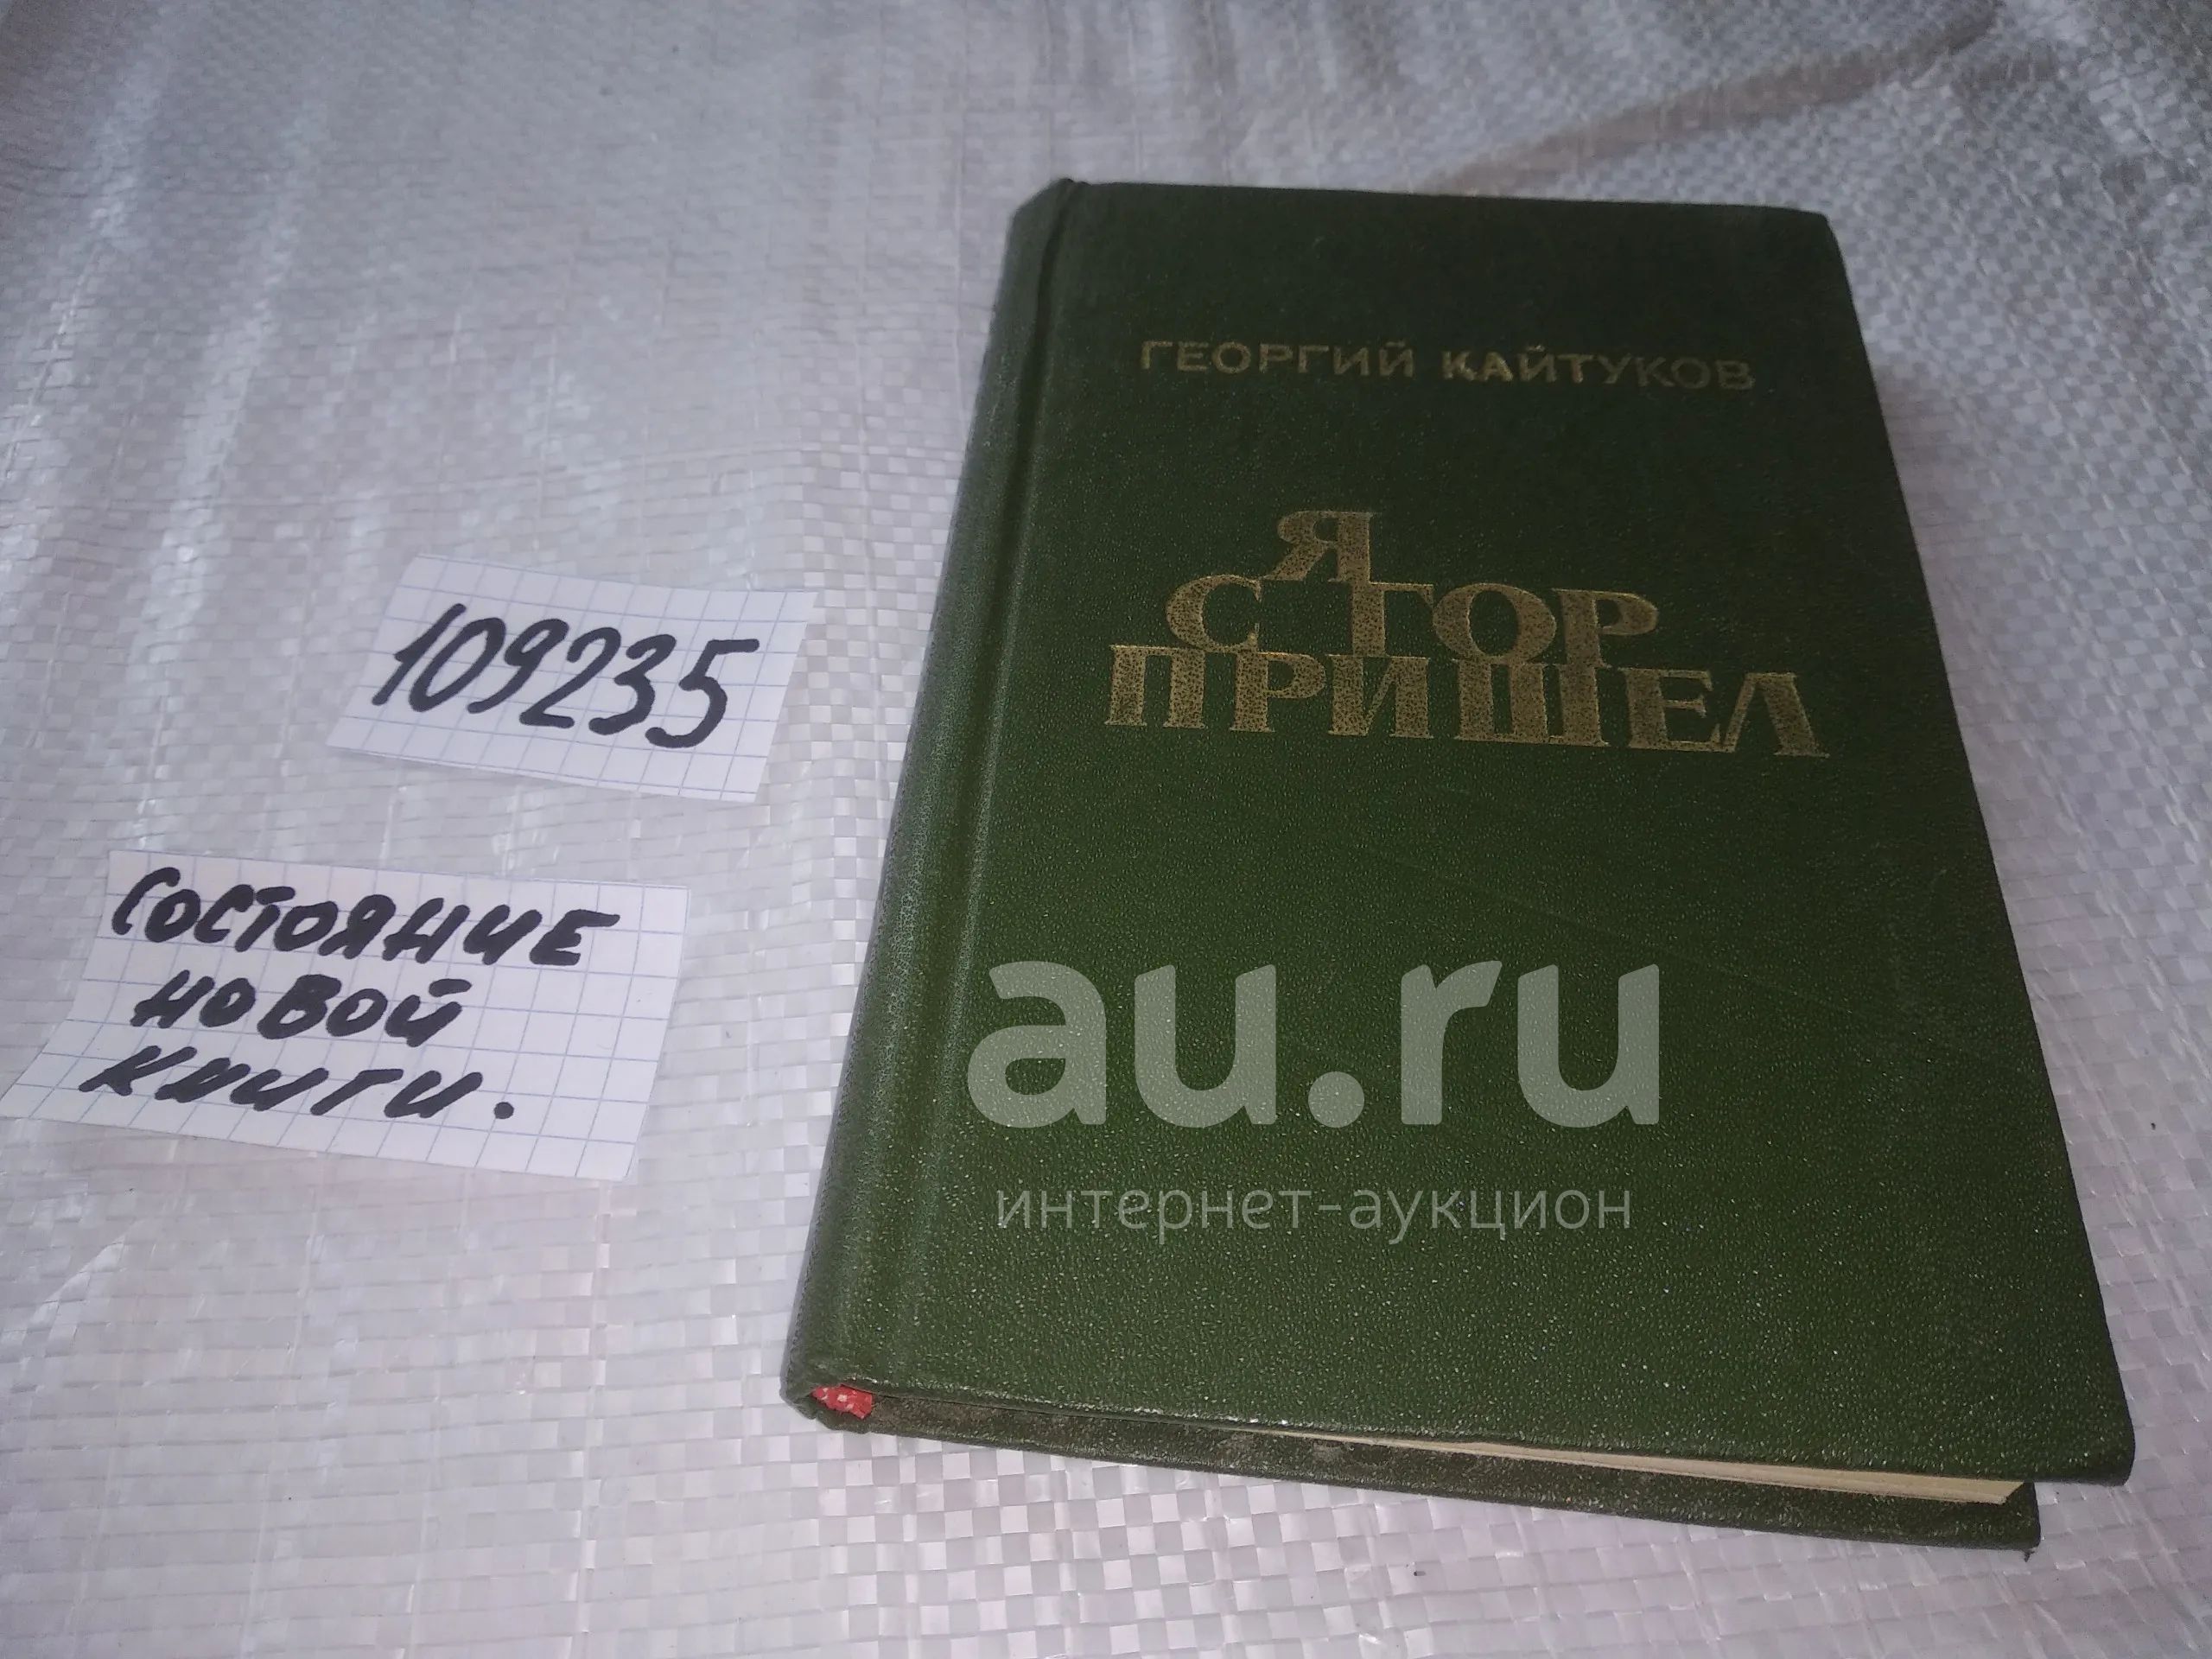 ГЕОРГИЙ КАЙТУКОВ
Я
С ГОР
ПРИШЕЛ
109235
СОСТОЯНИЕ
НОВОЙ
КНИГИ.
au.ru
интернет-аукцион